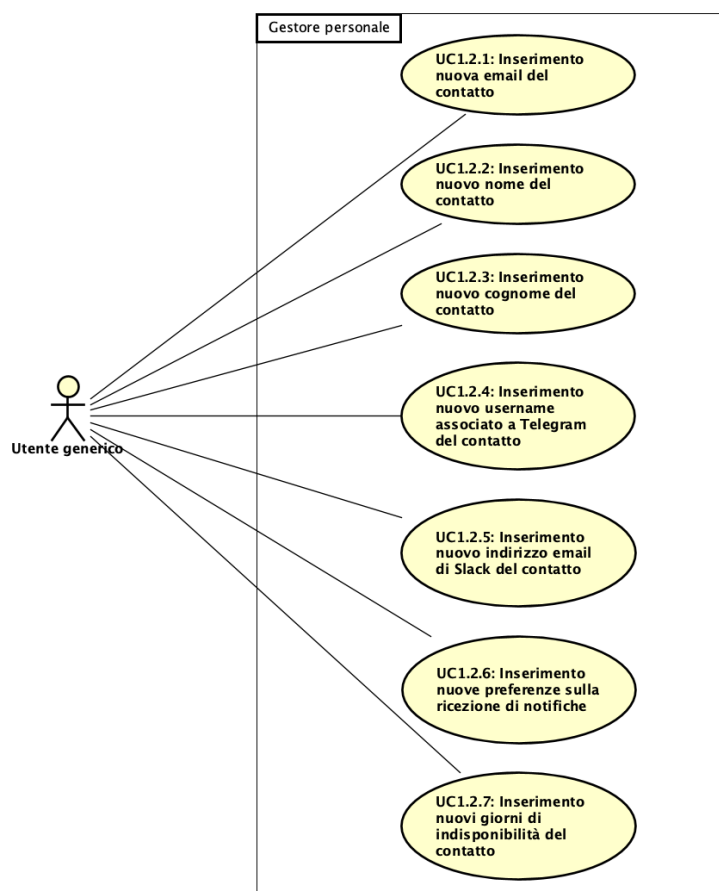 Gestore personale
UC1.2.1: Inserimento
nuova email del
contatto
UC1.2.2: Inserimento
nuovo nome del
contatto
UC1.2.3: Inserimento
nuovo cognome del
contatto
UC1.2.4: Inserimento
nuovo username
associato a Telegram
del contatto
Utente generico
UC1.2.5: Inserimento
nuovo indirizzo email
di Slack del contatto
UC1.2.6: Inserimento
nuove preferenze sulla
ricezione di notifiche
UC1.2.7: Inserimento
nuovi giorni di
indisponibilità del
contatto